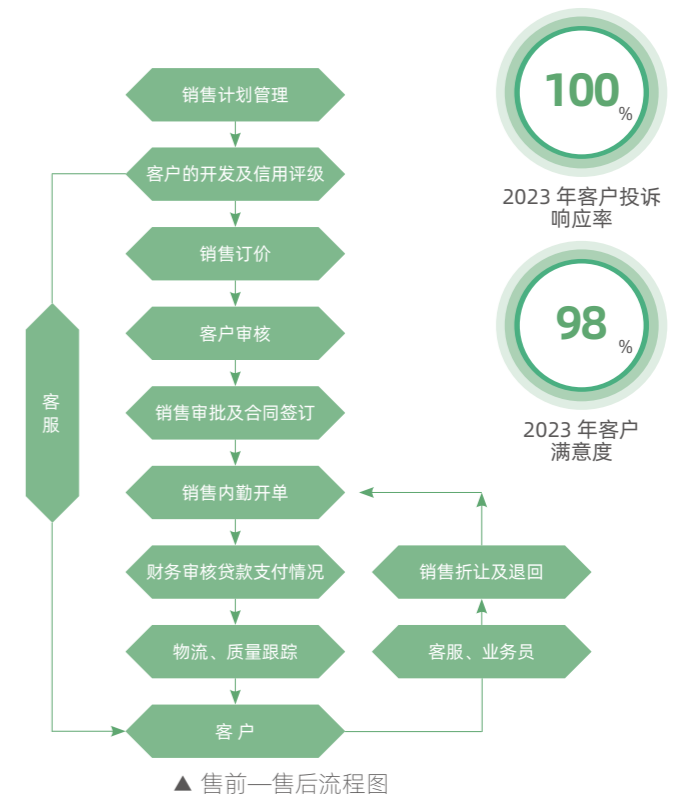 销售计划管理
客户的开发及信用评级
销售订价
客户审核
销售审批及合同签订
销售内勤开单
财务审核贷款支付情况
物流、质量跟踪
客 户
客
服
销售折让及退回
客服、业务员
▲ 售前—售后流程图
100%
2023 年客户投诉
响应率
98%
2023 年客户
满意度